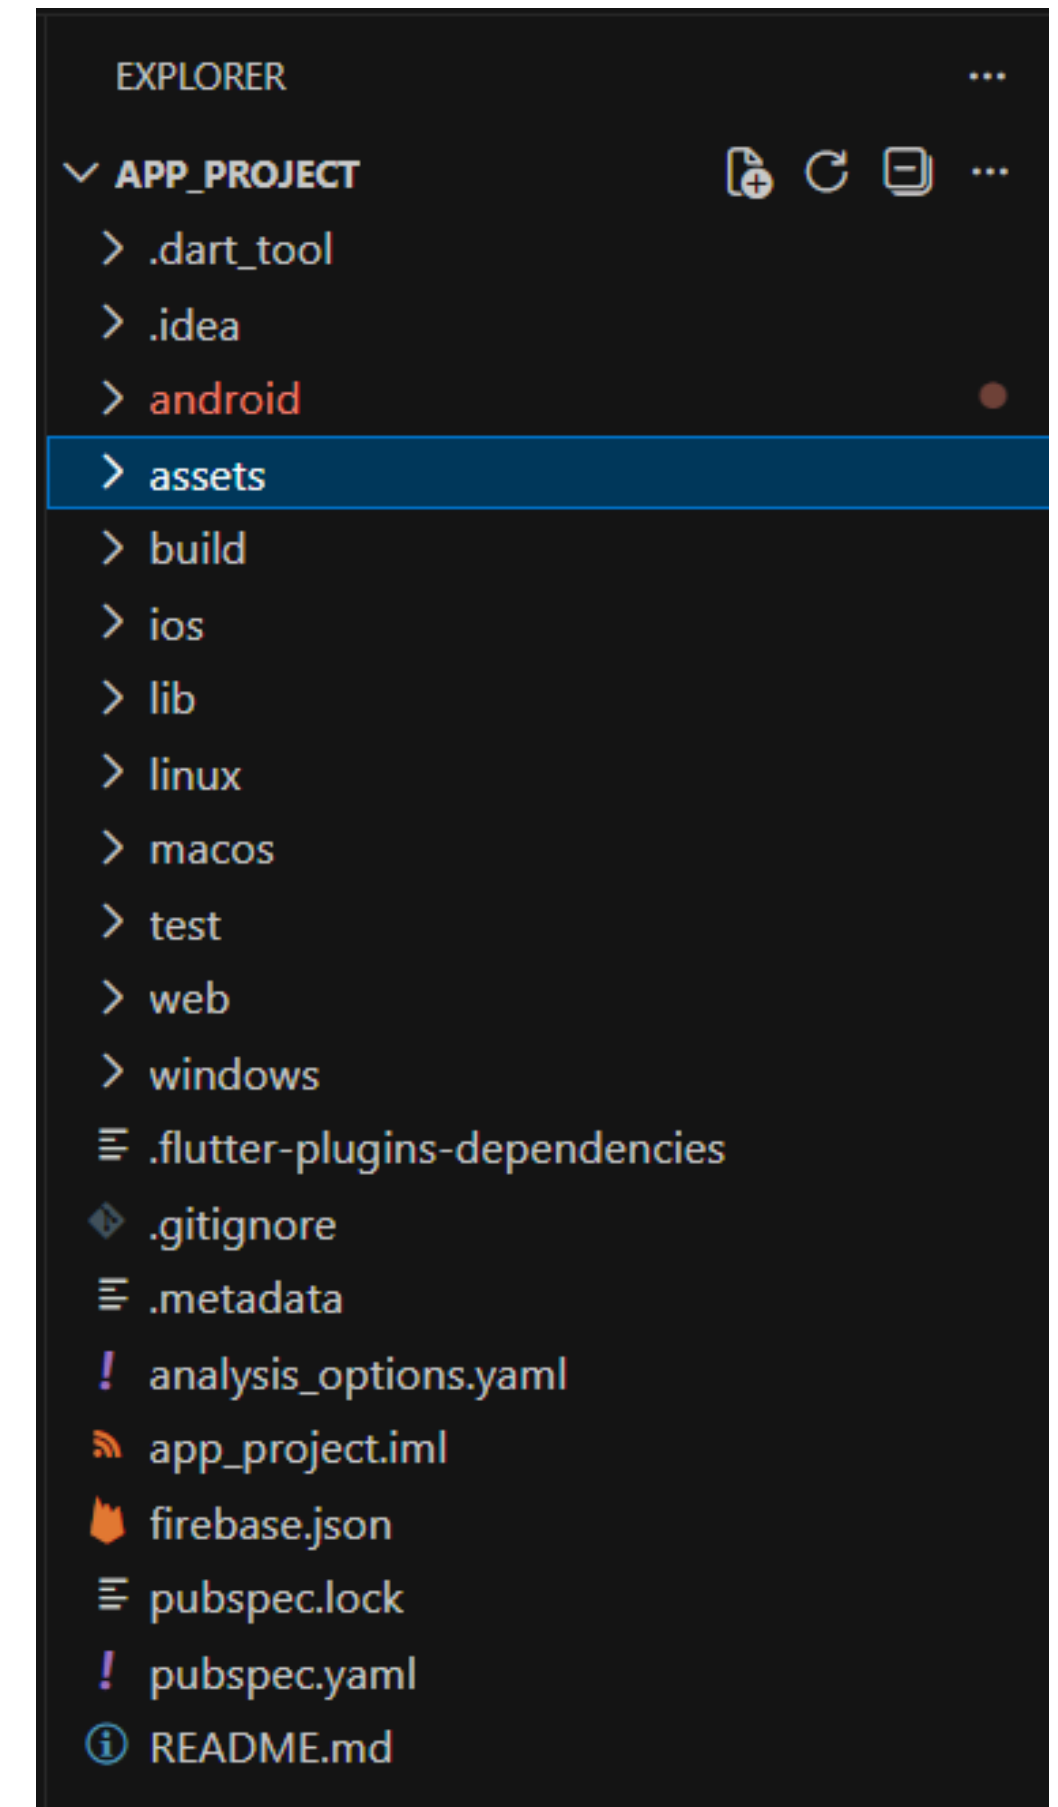 EXPLORER
APP_PROJECT
.dart_tool
.idea
android
assets
build
ios
lib
linux
macos
test
web
windows
.flutter-plugins-dependencies
.gitignore
.metadata
analysis_options.yaml
app_project.iml
firebase.json
pubspec.lock
pubspec.yaml
README.md